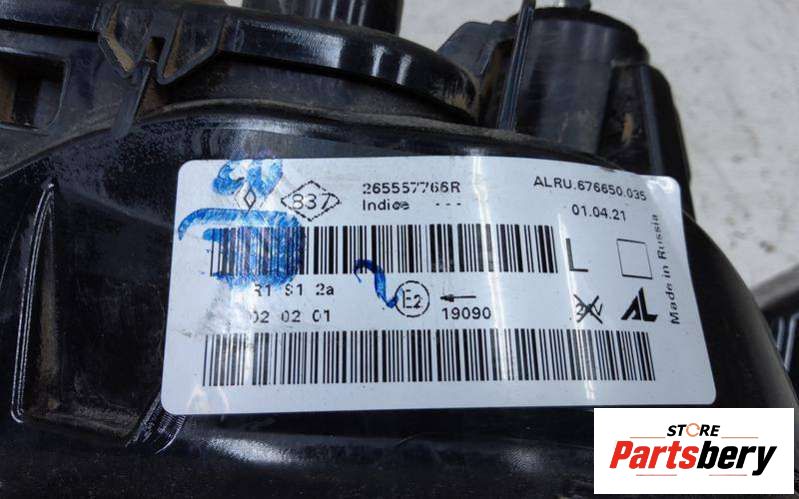 265557766R
ALRU.676650.035
Indice ---
837
01.04.21
L
R1 S1 2a
E2
02 02 01
19090
AL
Made in Russia
STORE
Partsbery